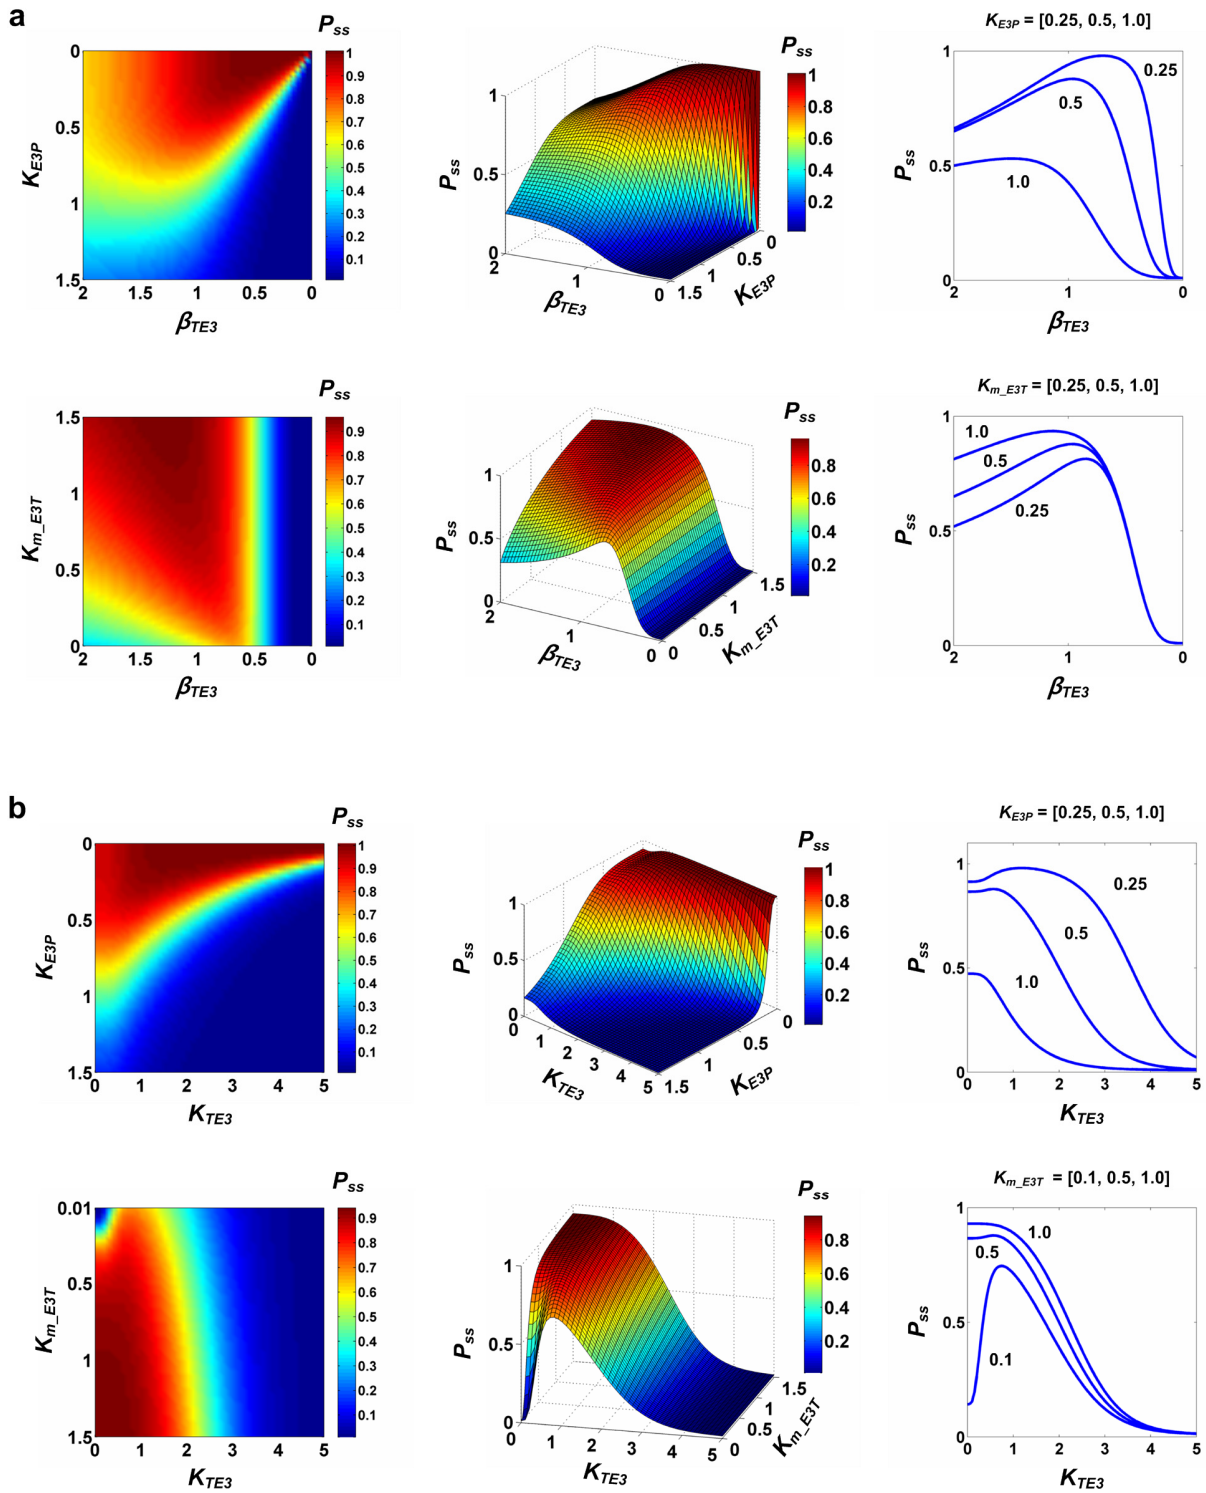 a
P_ss
K_E3P = [0.25, 0.5, 1.0]
0
0.5
1
1.5
K_E3P
2 1.5 1 0.5 0
β_TE3
1
0.9
0.8
0.7
0.6
0.5
0.4
0.3
0.2
0.1
P_ss
1
0.5
0
P_ss
2 1 0
β_TE3
1.5 1 0.5 0
K_E3P
1
0.8
0.6
0.4
0.2
1
0.5
0
P_ss
0.25
0.5
1.0
2 1 0
β_TE3
P_ss
1.5
1
0.5
0
K_m_E3T
2 1.5 1 0.5 0
β_TE3
0.9
0.8
0.7
0.6
0.5
0.4
0.3
0.2
0.1
P_ss
1
0.5
0
P_ss
2 1 0
β_TE3
0 0.5 1 1.5
K_m_E3T
0.8
0.6
0.4
0.2
K_m_E3T = [0.25, 0.5, 1.0]
1
0.5
0
P_ss
1.0
0.5
0.25
2 1 0
β_TE3
b
P_ss
0
0.5
1
1.5
K_E3P
0 1 2 3 4 5
K_TE3
1
0.9
0.8
0.7
0.6
0.5
0.4
0.3
0.2
0.1
P_ss
1
0.5
0
P_ss
0 1 2 3 4 5
K_TE3
1.5 1 0.5 0
K_E3P
1
0.8
0.6
0.4
0.2
K_E3P = [0.25, 0.5, 1.0]
1
0.5
0
P_ss
0.25
0.5
1.0
0 1 2 3 4 5
K_TE3
P_ss
0.01
0.5
1
1.5
K_m_E3T
0 1 2 3 4 5
K_TE3
0.9
0.8
0.7
0.6
0.5
0.4
0.3
0.2
0.1
P_ss
1
0.5
0
P_ss
0 1 2 3 4 5
K_TE3
0 0.5 1 1.5
K_m_E3T
0.8
0.6
0.4
0.2
K_m_E3T = [0.1, 0.5, 1.0]
1
0.5
0
P_ss
1.0
0.5
0.1
0 1 2 3 4 5
K_TE3